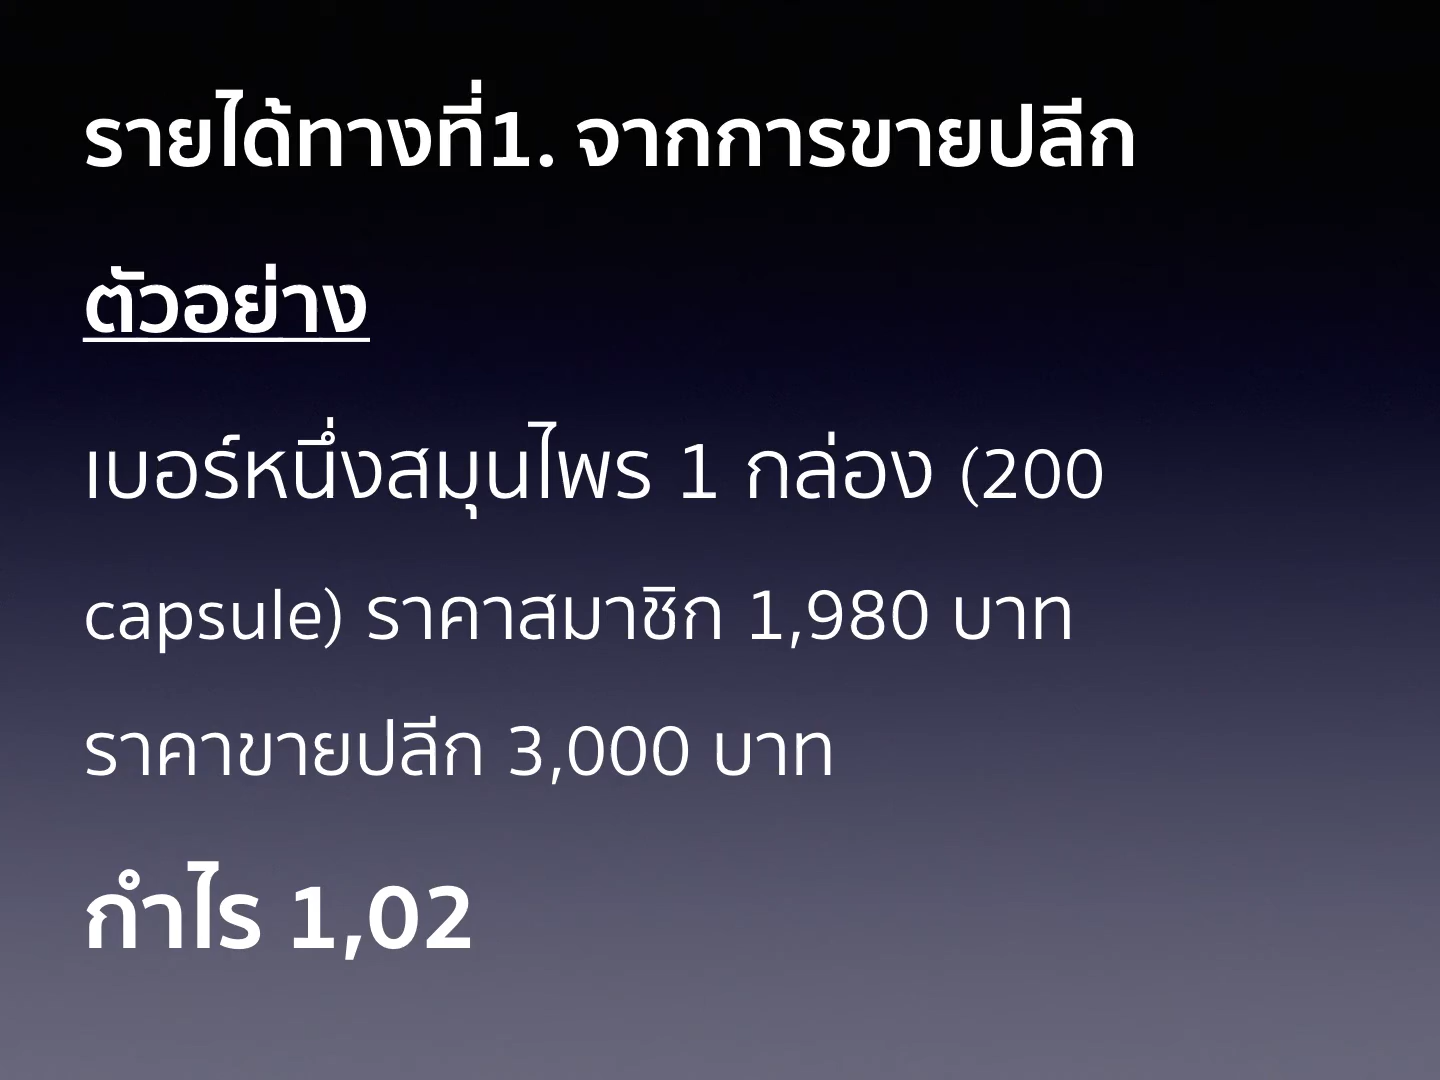 รายได้ทางที่1. จากการขายปลีก
ตัวอย่าง
เบอร์หนึ่งสมุนไพร 1 กล่อง (200
capsule) ราคาสมาชิก 1,980 บาท
ราคาขายปลีก 3,000 บาท
กำไร 1,02